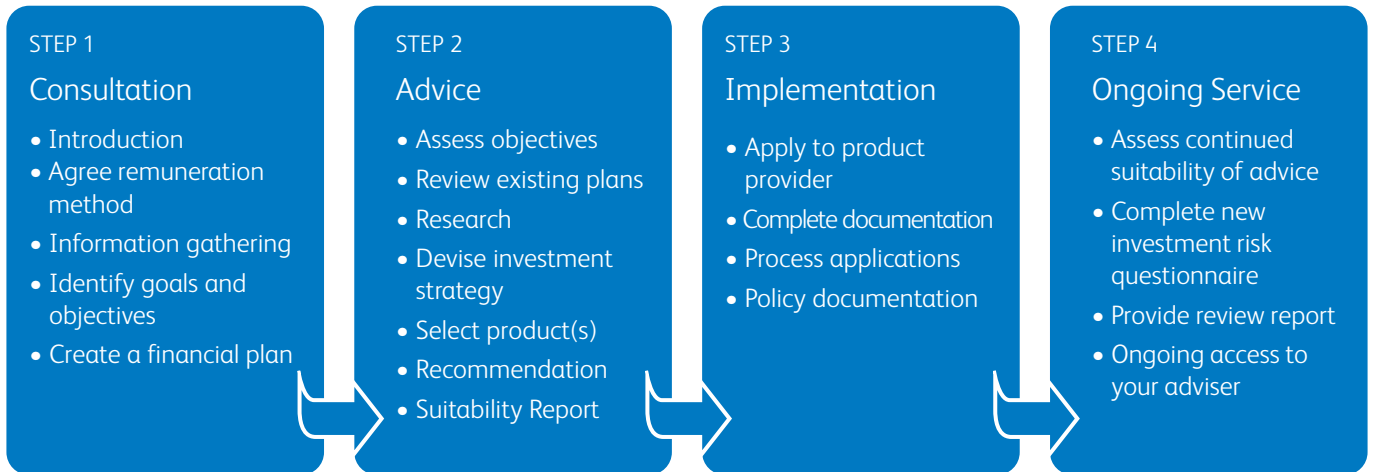 STEP 1
Consultation
• Introduction
• Agree remuneration
method
• Information gathering
• Identify goals and
objectives
• Create a financial plan
STEP 2
Advice
• Assess objectives
• Review existing plans
• Research
• Devise investment
strategy
• Select product(s)
• Recommendation
• Suitability Report
STEP 3
Implementation
• Apply to product
provider
• Complete documentation
• Process applications
• Policy documentation
STEP 4
Ongoing Service
• Assess continued
suitability of advice
• Complete new
investment risk
questionnaire
• Provide review report
• Ongoing access to
your adviser